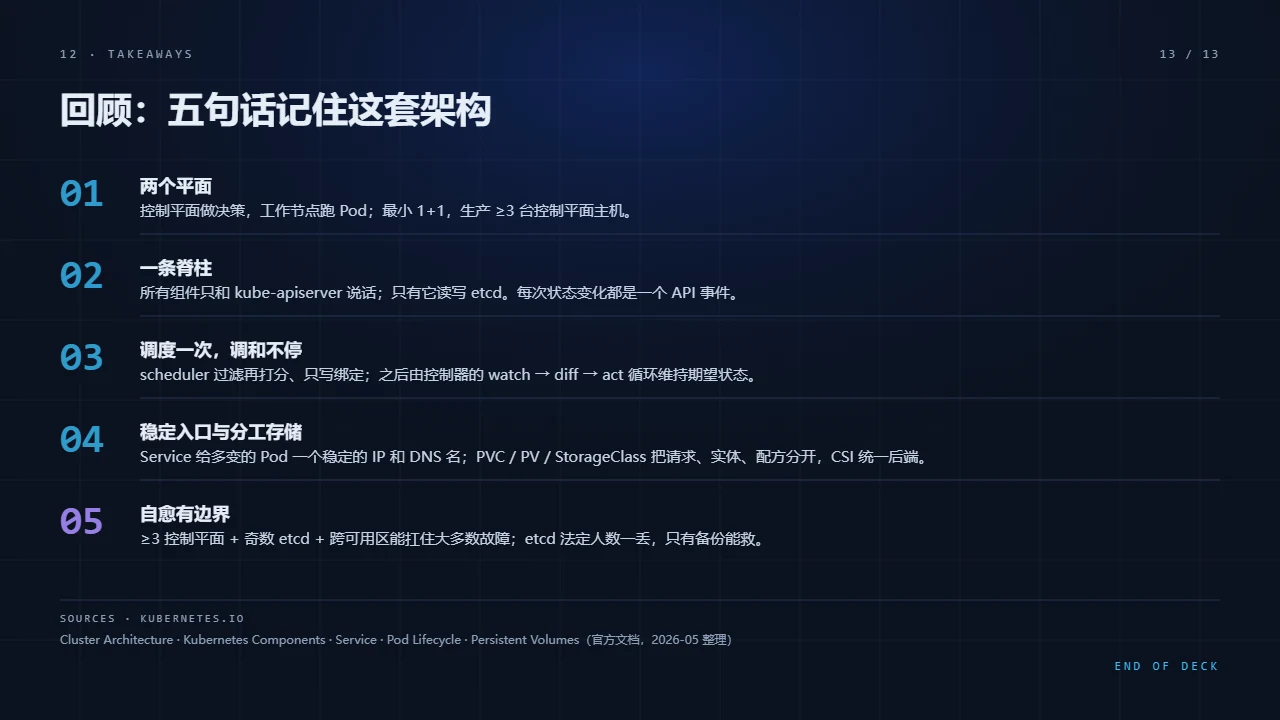 12 · TAKEAWAYS
13 / 13
回顾：五句话记住这套架构
01
两个平面
控制平面做决策，工作节点跑 Pod；最小 1+1，生产 ≥3 台控制平面主机。
02
一条脊柱
所有组件只和 kube-apiserver 说话；只有它读写 etcd。每次状态变化都是一个 API 事件。
03
调度一次，调和不停
scheduler 过滤再打分、只写绑定；之后由控制器的 watch → diff → act 循环维持期望状态。
04
稳定入口与分工存储
Service 给多变的 Pod 一个稳定的 IP 和 DNS 名；PVC / PV / StorageClass 把请求、实体、配方分开，CSI 统一后端。
05
自愈有边界
≥3 控制平面 + 奇数 etcd + 跨可用区能扛住大多数故障；etcd 法定人数一丢，只有备份能救。
SOURCES · KUBERNETES.IO
Cluster Architecture · Kubernetes Components · Service · Pod Lifecycle · Persistent Volumes（官方文档，2026-05 整理）
END OF DECK